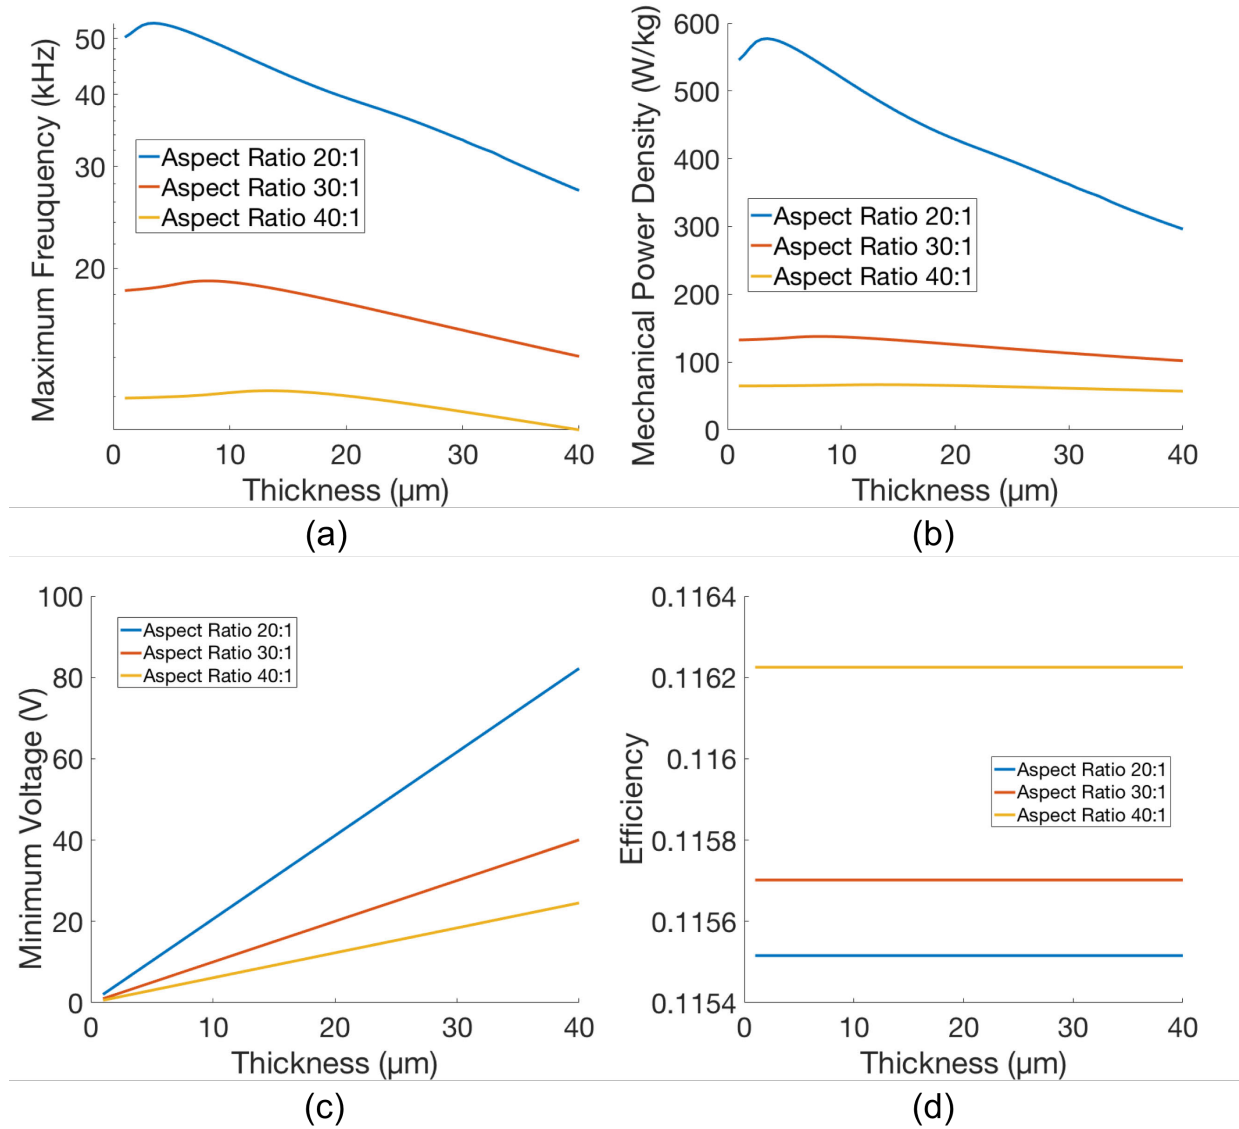 Maximum Freuquency (kHz)
50
40
30
20
Aspect Ratio 20:1
Aspect Ratio 30:1
Aspect Ratio 40:1
0 10 20 30 40
Thickness (μm)
(a)
Mechanical Power Density (W/kg)
600
500
400
300
200
100
0
Aspect Ratio 20:1
Aspect Ratio 30:1
Aspect Ratio 40:1
0 10 20 30 40
Thickness (μm)
(b)
Minimum Voltage (V)
100
80
60
40
20
0
Aspect Ratio 20:1
Aspect Ratio 30:1
Aspect Ratio 40:1
0 10 20 30 40
Thickness (μm)
(c)
Efficiency
0.1164
0.1162
0.116
0.1158
0.1156
0.1154
Aspect Ratio 20:1
Aspect Ratio 30:1
Aspect Ratio 40:1
0 10 20 30 40
Thickness (μm)
(d)